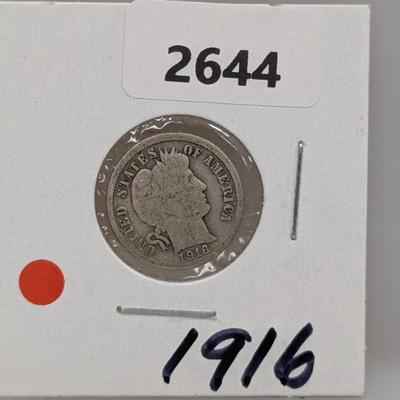 2644
UNITED STATES OF AMERICA
1916
1916